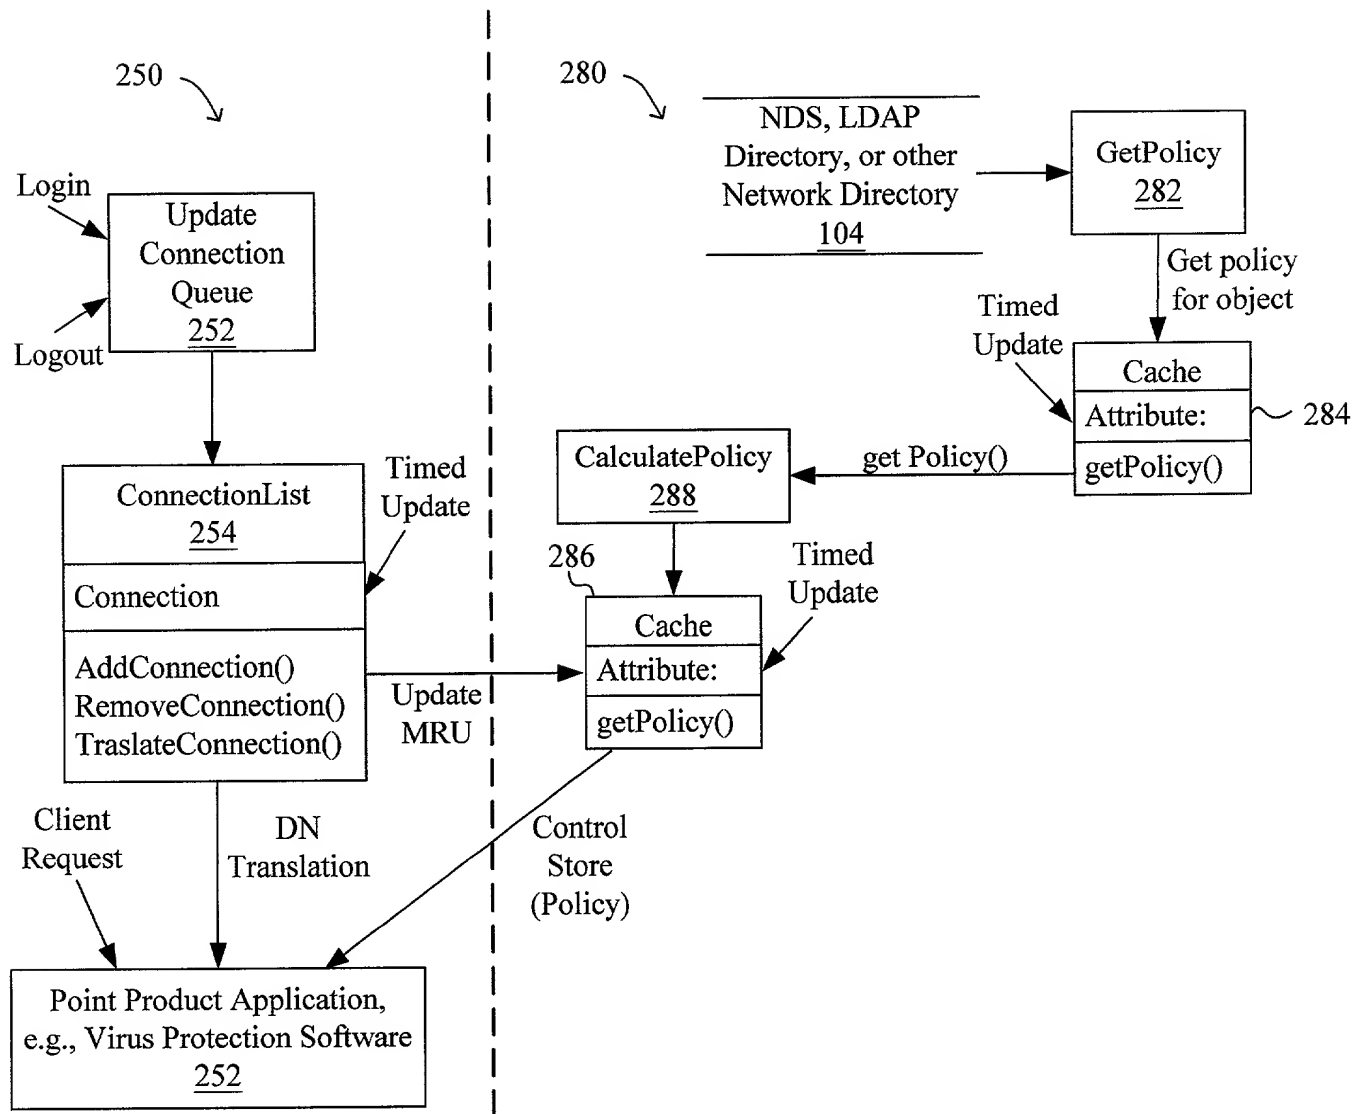 250
Login
Logout
Update
Connection
Queue
252
ConnectionList
254
Connection
AddConnection()
RemoveConnection()
TraslateConnection()
Timed
Update
Update
MRU
Client
Request
DN
Translation
Point Product Application,
e.g., Virus Protection Software
252
280
NDS, LDAP
Directory, or other
Network Directory
104
GetPolicy
282
Get policy
for object
Timed
Update
Cache
Attribute:
getPolicy()
284
get Policy()
CalculatePolicy
288
286
Timed
Update
Cache
Attribute:
getPolicy()
Control
Store
(Policy)